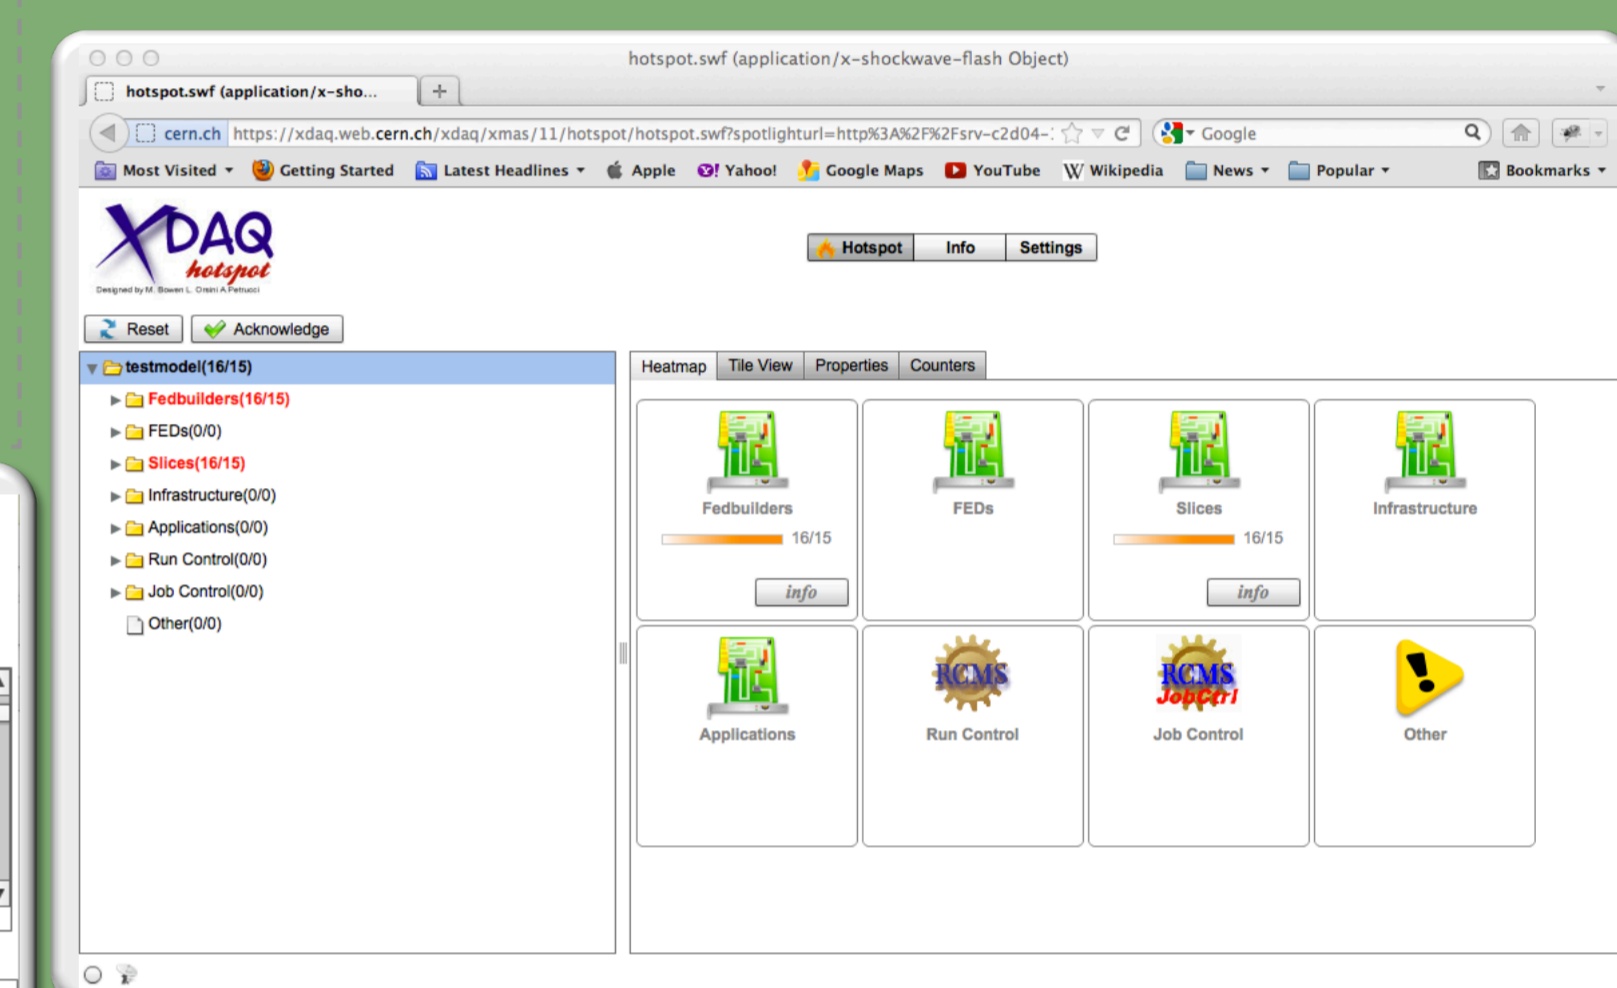 hotspot.swf (application/x-shockwave-flash Object)
hotspot.swf (application/x-sho...
cern.ch https://xdaq.web.cern.ch/xdaq/xmas/11/hotspot/hotspot.swf?spotlighturl=http%3A%2F%2Fsrv-c2d04-
Google
Most Visited Getting Started Latest Headlines Apple Yahoo! Google Maps YouTube Wikipedia News Popular Bookmarks
XDAQ
hotspot
Designed by M. Bowen L. Orsini A.Petrucci
Hotspot Info Settings
Reset Acknowledge
testmodel(16/15)
Fedbuilders(16/15)
FEDs(0/0)
Slices(16/15)
Infrastructure(0/0)
Applications(0/0)
Run Control(0/0)
Job Control(0/0)
Other(0/0)
Heatmap Tile View Properties Counters
Fedbuilders FEDs Slices Infrastructure
16/15 16/15
info info
RCMS RCMS
JobCtrl
Applications Run Control Job Control Other